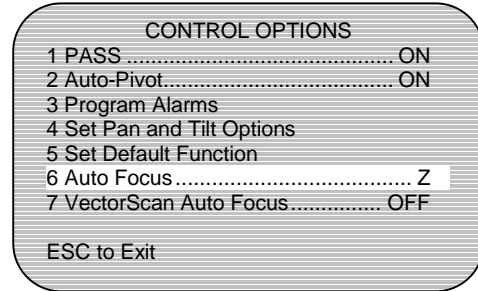 CONTROL OPTIONS
1 PASS ........................................... ON
2 Auto-Pivot..................................... ON
3 Program Alarms
4 Set Pan and Tilt Options
5 Set Default Function
6 Auto Focus ...................................... Z
7 VectorScan Auto Focus ............... OFF
ESC to Exit